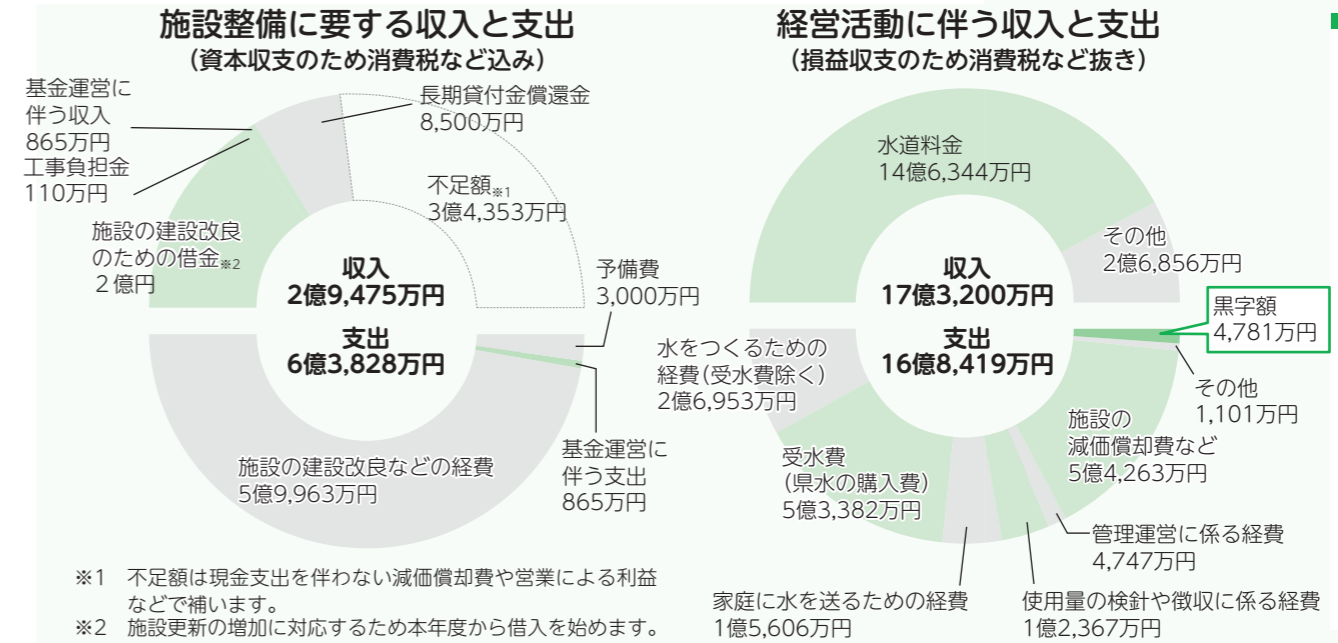 施設整備に要する収入と支出
(資本収支のため消費税など込み)
基金運営に
伴う収入
865万円
工事負担金
110万円
施設の建設改良
のための借金※2
2億円
長期貸付金償還金
8,500万円
不足額※1
3億4,353万円
収入
2億9,475万円
支出
6億3,828万円
予備費
3,000万円
基金運営に
伴う支出
865万円
施設の建設改良などの経費
5億9,963万円
※1 不足額は現金支出を伴わない減価償却費や営業による利益
などで補います。
※2 施設更新の増加に対応するため本年度から借入を始めます。
経営活動に伴う収入と支出
(損益収支のため消費税など抜き)
水道料金
14億6,344万円
その他
2億6,856万円
収入
17億3,200万円
支出
16億8,419万円
黒字額
4,781万円
その他
1,101万円
施設の
減価償却費など
5億4,263万円
管理運営に係る経費
4,747万円
使用量の検針や徴収に係る経費
1億2,367万円
家庭に水を送るための経費
1億5,606万円
受水費
(県水の購入費)
5億3,382万円
水をつくるための
経費(受水費除く)
2億6,953万円